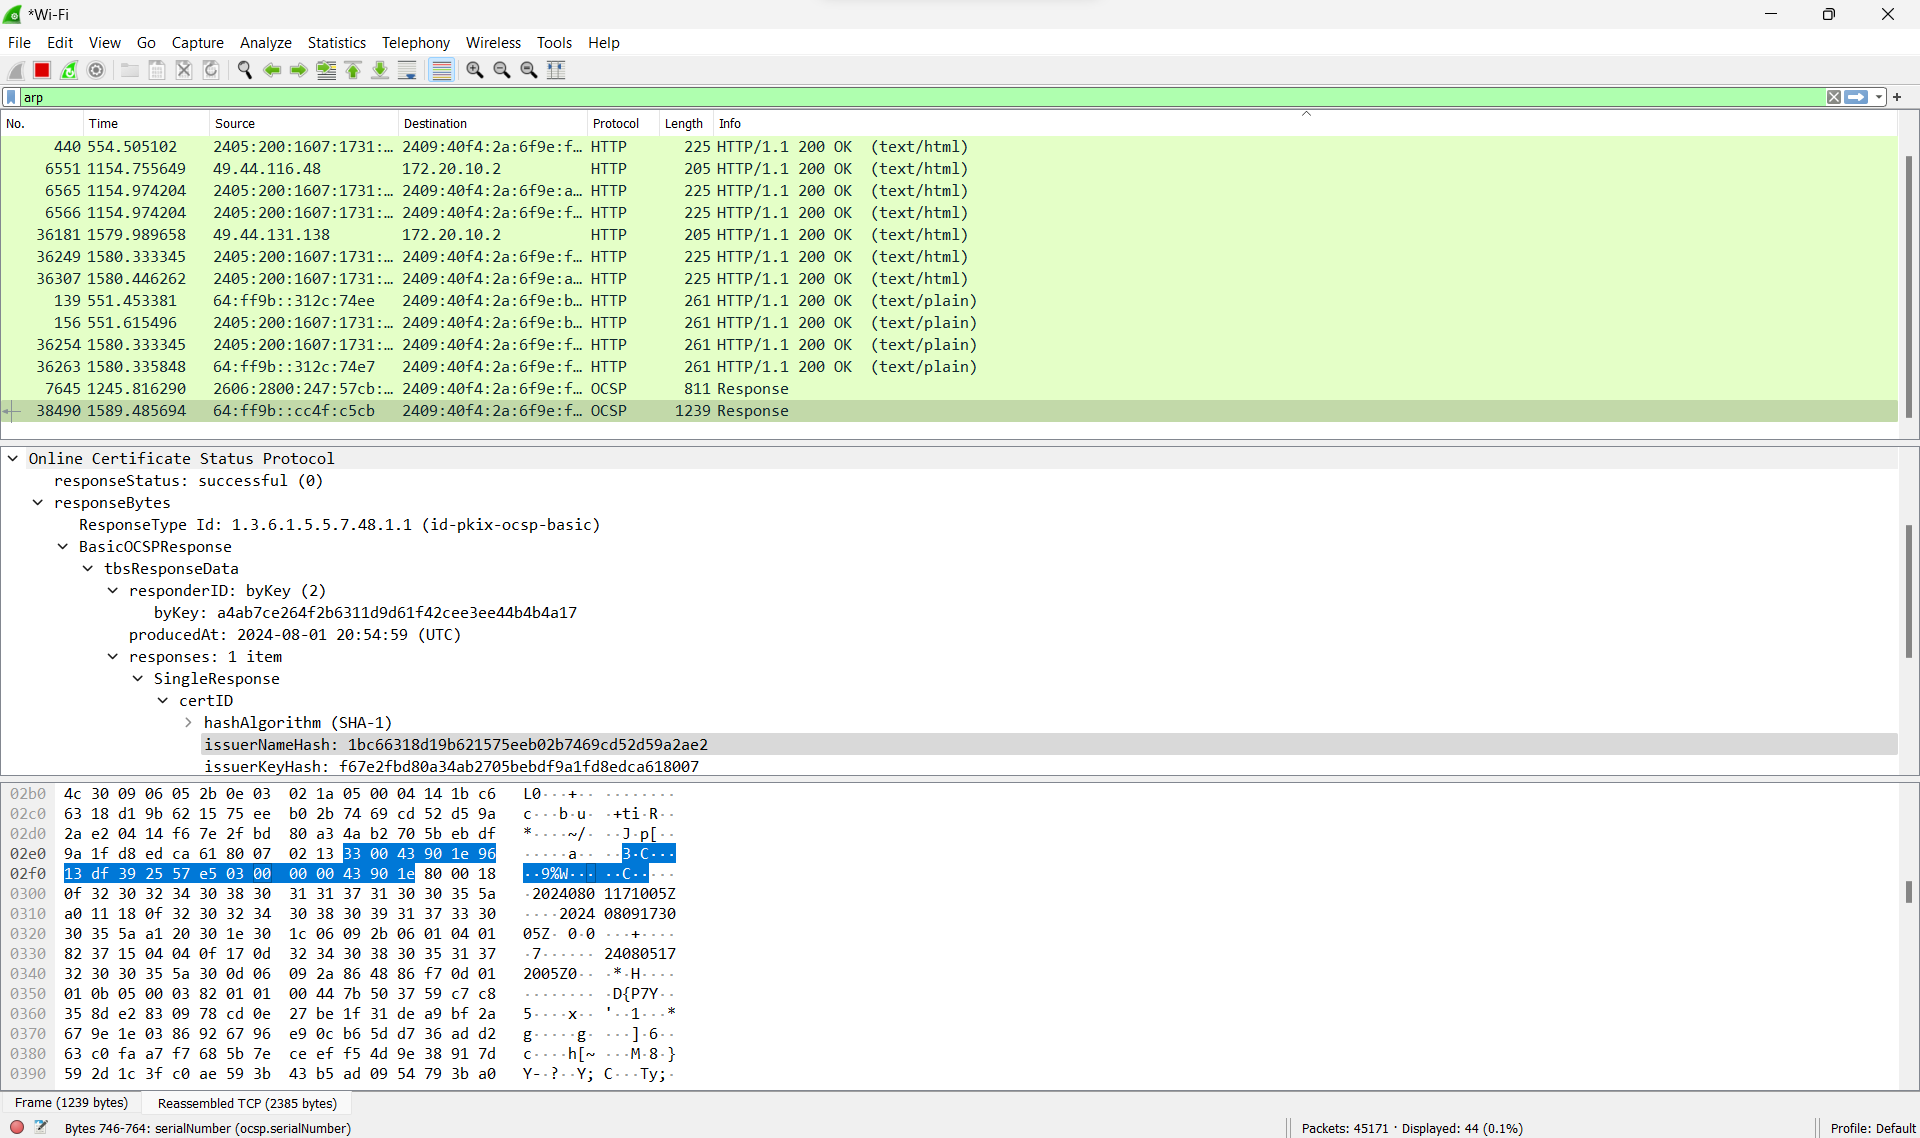 *Wi-Fi
File Edit View Go Capture Analyze Statistics Telephony Wireless Tools Help
arp
No. Time Source Destination Protocol Length Info
440 554.505102 2405:200:1607:1731:… 2409:40f4:2a:6f9e:f… HTTP 225 HTTP/1.1 200 OK (text/html)
6551 1154.755649 49.44.116.48 172.20.10.2 HTTP 205 HTTP/1.1 200 OK (text/html)
6565 1154.974204 2405:200:1607:1731:… 2409:40f4:2a:6f9e:a… HTTP 225 HTTP/1.1 200 OK (text/html)
6566 1154.974204 2405:200:1607:1731:… 2409:40f4:2a:6f9e:f… HTTP 225 HTTP/1.1 200 OK (text/html)
36181 1579.989658 49.44.131.138 172.20.10.2 HTTP 205 HTTP/1.1 200 OK (text/html)
36249 1580.333345 2405:200:1607:1731:… 2409:40f4:2a:6f9e:f… HTTP 225 HTTP/1.1 200 OK (text/html)
36307 1580.446262 2405:200:1607:1731:… 2409:40f4:2a:6f9e:a… HTTP 225 HTTP/1.1 200 OK (text/html)
139 551.453381 64:ff9b::312c:74ee 2409:40f4:2a:6f9e:b… HTTP 261 HTTP/1.1 200 OK (text/plain)
156 551.615496 2405:200:1607:1731:… 2409:40f4:2a:6f9e:b… HTTP 261 HTTP/1.1 200 OK (text/plain)
36254 1580.333345 2405:200:1607:1731:… 2409:40f4:2a:6f9e:f… HTTP 261 HTTP/1.1 200 OK (text/plain)
36263 1580.335848 64:ff9b::312c:74e7 2409:40f4:2a:6f9e:f… HTTP 261 HTTP/1.1 200 OK (text/plain)
7645 1245.816290 2606:2800:247:57cb:… 2409:40f4:2a:6f9e:f… OCSP 811 Response
38490 1589.485694 64:ff9b::cc4f:c5cb 2409:40f4:2a:6f9e:f… OCSP 1239 Response
Online Certificate Status Protocol
responseStatus: successful (0)
responseBytes
ResponseType Id: 1.3.6.1.5.5.7.48.1.1 (id-pkix-ocsp-basic)
BasicOCSPResponse
tbsResponseData
responderID: byKey (2)
byKey: a4ab7ce264f2b6311d9d61f42cee3ee44b4b4a17
producedAt: 2024-08-01 20:54:59 (UTC)
responses: 1 item
SingleResponse
certID
hashAlgorithm (SHA-1)
issuerNameHash: 1bc66318d19b621575eeb02b7469cd52d59a2ae2
issuerKeyHash: f67e2fbd80a34ab2705bebdf9a1fd8edca618007
02b0 4c 30 09 06 05 2b 0e 03 02 1a 05 00 04 14 1b c6 L0···+·· ········
02c0 63 18 d1 9b 62 15 75 ee b0 2b 74 69 cd 52 d5 9a c···b·u· ·+ti·R··
02d0 2a e2 04 14 f6 7e 2f bd 80 a3 4a b2 70 5b eb df *····~/· ··J·p[··
02e0 9a 1f d8 ed ca 61 80 07 02 13 33 00 43 90 1e 96 ·····a·· ··3·C···
02f0 13 df 39 25 57 e5 03 00 00 00 43 90 1e 80 00 18 ··9%W··· ··C·····
0300 0f 32 30 32 34 30 38 30 31 31 37 31 30 30 35 5a ·2024080 1171005Z
0310 a0 11 18 0f 32 30 32 34 30 38 30 39 31 37 33 30 ····2024 08091730
0320 30 35 5a a1 20 30 1e 30 1c 06 09 2b 06 01 04 01 05Z· 0·0 ···+····
0330 82 37 15 04 04 0f 17 0d 32 34 30 38 30 35 31 37 ·7······ 24080517
0340 32 30 30 35 5a 30 0d 06 09 2a 86 48 86 f7 0d 01 2005Z0·· ·*·H····
0350 01 0b 05 00 03 82 01 01 00 44 7b 50 37 59 c7 c8 ········ ·D{P7Y··
0360 35 8d e2 83 09 78 cd 0e 27 be 1f 31 de a9 bf 2a 5····x·· '··1···*
0370 67 9e 1e 03 86 92 67 96 e9 0c b6 5d d7 36 ad d2 g·····g· ···]·6··
0380 63 c0 fa a7 f7 68 5b 7e ce ef f5 4d 9e 38 91 7d c····h[~ ···M·8·}
0390 59 2d 1c 3f c0 ae 59 3b 43 b5 ad 09 54 79 3b a0 Y-·?··Y; C···Ty;·
Frame (1239 bytes) Reassembled TCP (2385 bytes)
Bytes 746-764: serialNumber (ocsp.serialNumber) Packets: 45171 · Displayed: 44 (0.1%) Profile: Default